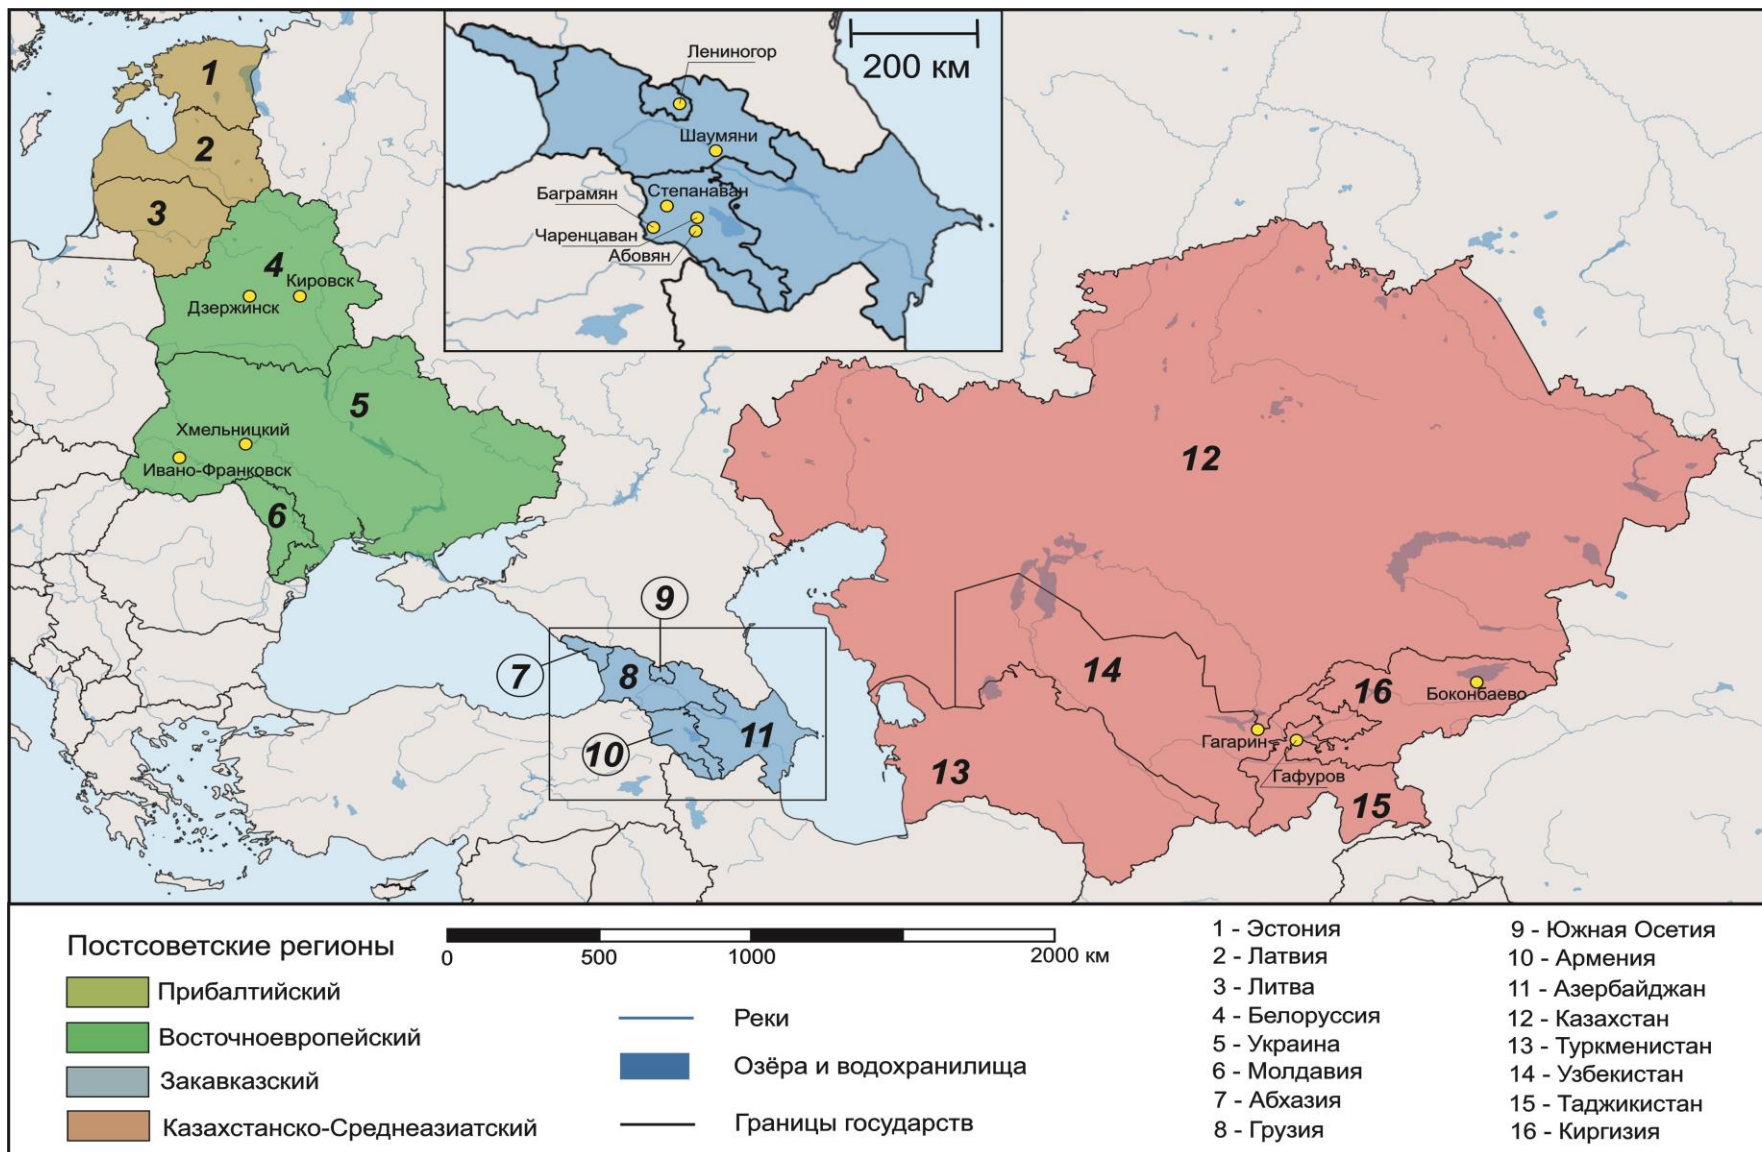 Лениногор
200 км
Шаумяни
Степанаван
Баграмян
Чаренцаван
Абовян
1
2
3
4
Кировск
Дзержинск
5
Хмельницкий
Ивано-Франковск
6
7
8
9
10
11
12
13
14
15
16
Боконбаево
Гагарин
Гафуров
Постсоветские регионы
Прибалтийский
Восточноевропейский
Закавказский
Казахстанско-Среднеазиатский
0 500 1000 2000 км
Реки
Озёра и водохранилища
Границы государств
1 - Эстония
2 - Латвия
3 - Литва
4 - Белоруссия
5 - Украина
6 - Молдавия
7 - Абхазия
8 - Грузия
9 - Южная Осетия
10 - Армения
11 - Азербайджан
12 - Казахстан
13 - Туркменистан
14 - Узбекистан
15 - Таджикистан
16 - Киргизия